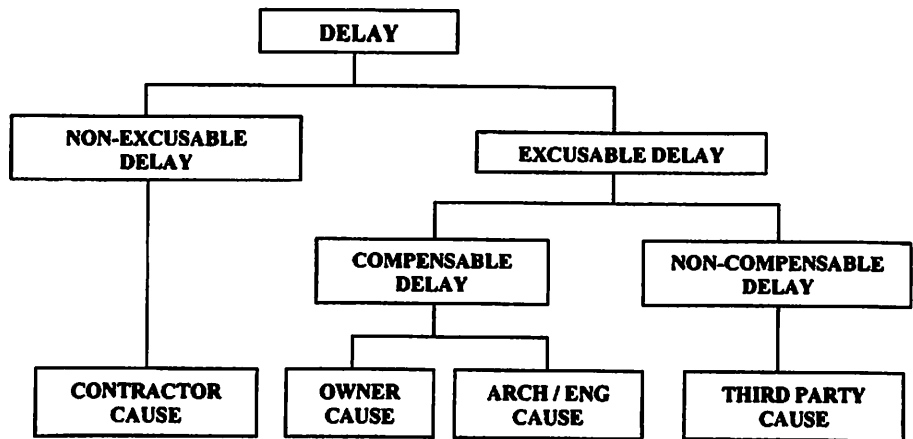 DELAY
NON-EXCUSABLE
DELAY
EXCUSABLE DELAY
COMPENSABLE
DELAY
NON-COMPENSABLE
DELAY
CONTRACTOR
CAUSE
OWNER
CAUSE
ARCH / ENG
CAUSE
THIRD PARTY
CAUSE